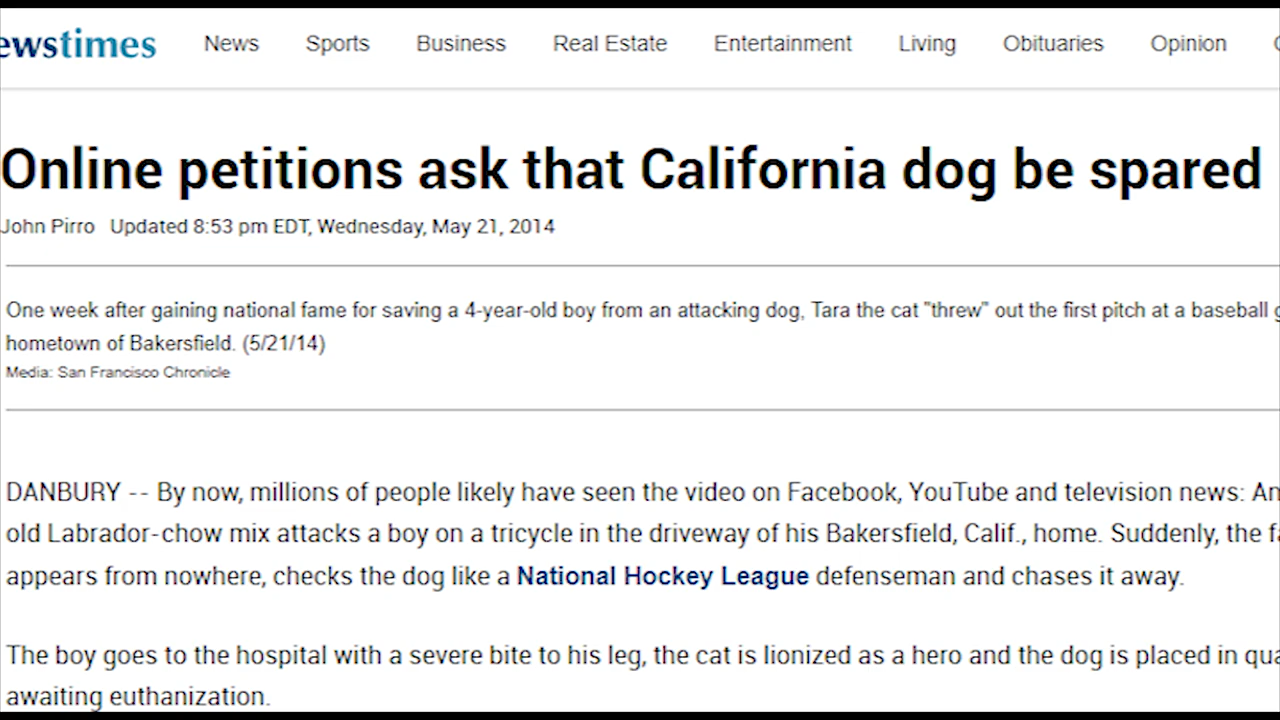 ewstimes News Sports Business Real Estate Entertainment Living Obituaries Opinion
Online petitions ask that California dog be spared
John Pirro Updated 8:53 pm EDT, Wednesday, May 21, 2014
One week after gaining national fame for saving a 4-year-old boy from an attacking dog, Tara the cat "threw" out the first pitch at a baseball
hometown of Bakersfield. (5/21/14)
Media: San Francisco Chronicle
DANBURY -- By now, millions of people likely have seen the video on Facebook, YouTube and television news: An
old Labrador-chow mix attacks a boy on a tricycle in the driveway of his Bakersfield, Calif., home. Suddenly, the
appears from nowhere, checks the dog like a National Hockey League defenseman and chases it away.
The boy goes to the hospital with a severe bite to his leg, the cat is lionized as a hero and the dog is placed in qua
awaiting euthanization.